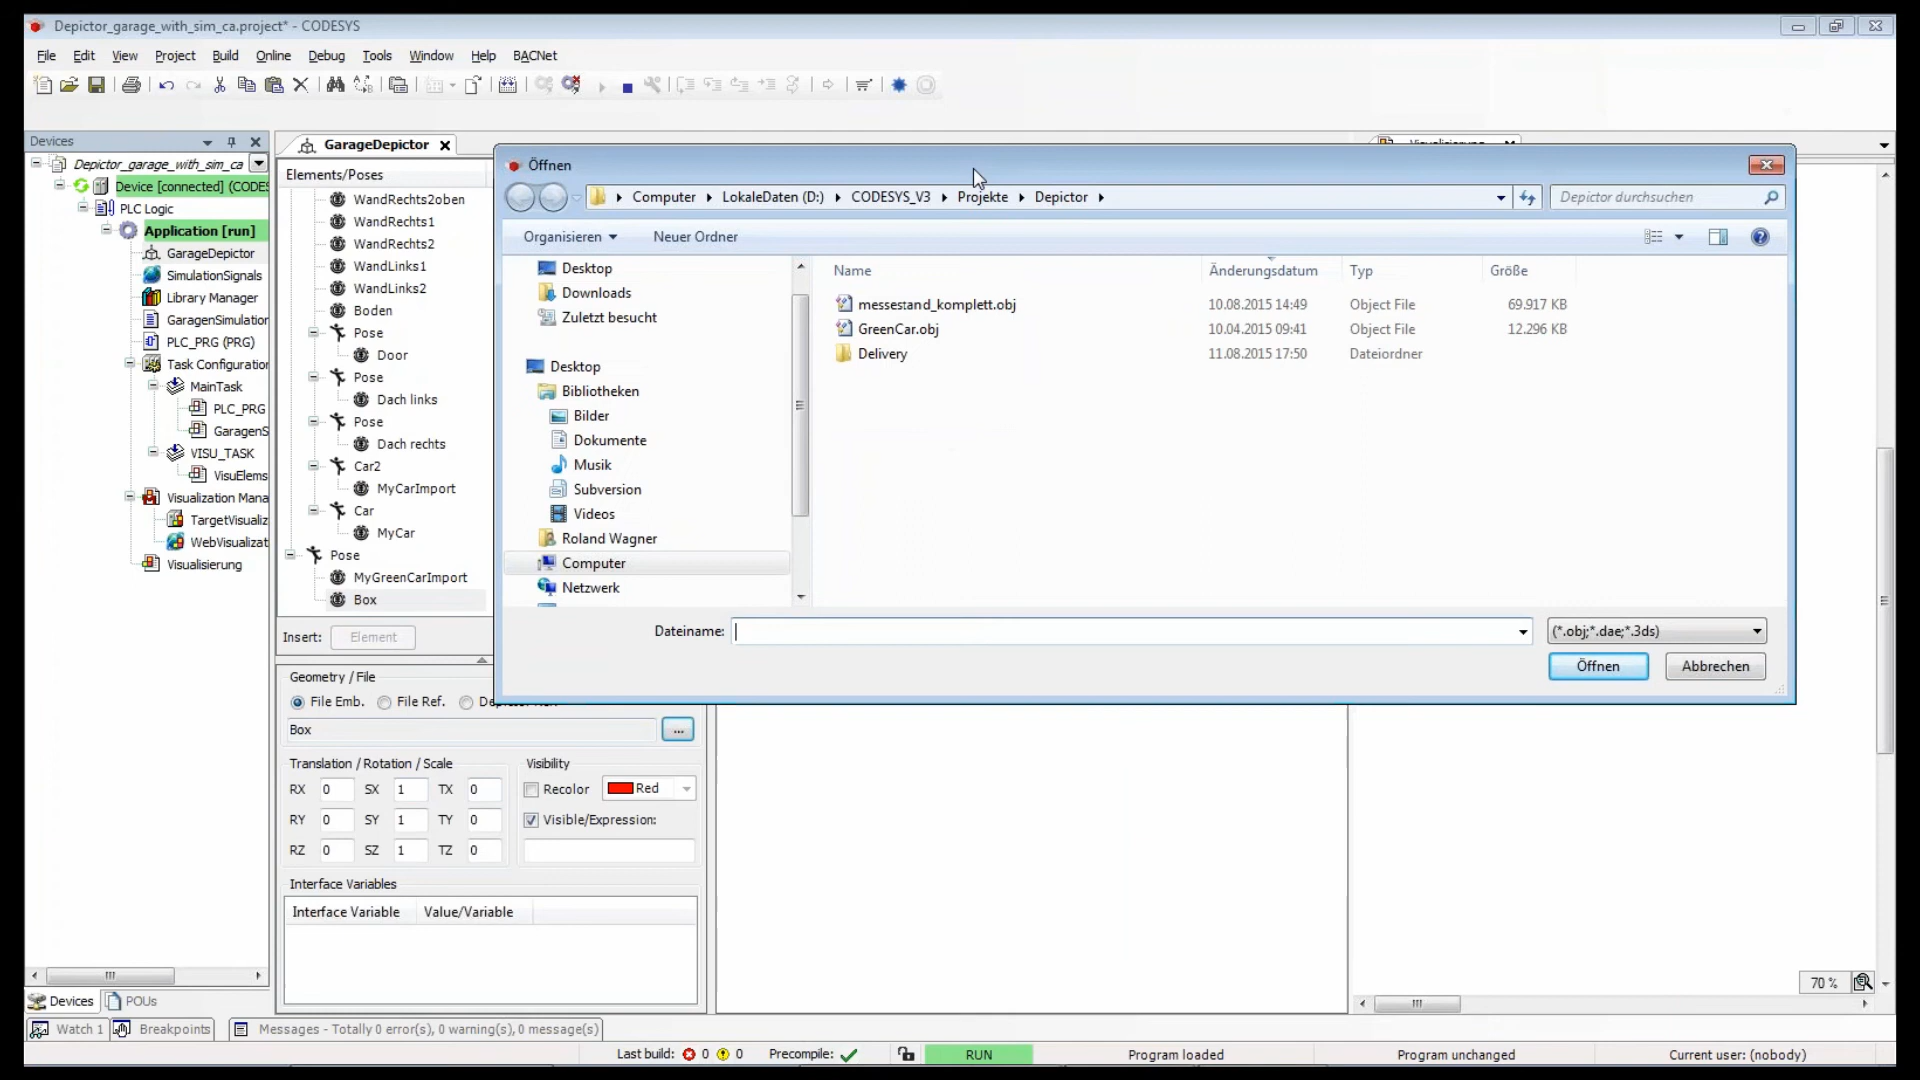 Depictor_garage_with_sim_ca.project* - CODESYS
File Edit View Project Build Online Debug Tools Window Help BACNet
Devices
Depictor_garage_with_sim_ca
Device [connected] (CODES
PLC Logic
Application [run]
GarageDepictor
SimulationSignals
Library Manager
GaragenSimulation
PLC_PRG (PRG)
Task Configuration
MainTask
PLC_PRG
GaragenS
VISU_TASK
VisuElems
Visualization Mana
TargetVisualiz
WebVisualizat
Visualisierung
Devices POUs
GarageDepictor
Elements/Poses
WandRechts2oben
WandRechts1
WandRechts2
WandLinks1
WandLinks2
Boden
Pose
Door
Pose
Dach links
Pose
Dach rechts
Car2
MyCarImport
Car
MyCar
Pose
MyGreenCarImport
Box
Insert: Element
Geometry / File
File Emb. File Ref.
Box ...
Translation / Rotation / Scale Visibility
RX 0 SX 1 TX 0 Recolor Red
RY 0 SY 1 TY 0 Visible/Expression:
RZ 0 SZ 1 TZ 0
Interface Variables
Interface Variable Value/Variable
Öffnen
Computer LokaleDaten (D:) CODESYS_V3 Projekte Depictor Depictor durchsuchen
Organisieren Neuer Ordner
Desktop
Downloads
Zuletzt besucht
Desktop
Bibliotheken
Bilder
Dokumente
Musik
Subversion
Videos
Roland Wagner
Computer
Netzwerk
Name Änderungsdatum Typ Größe
messestand_komplett.obj 10.08.2015 14:49 Object File 69.917 KB
GreenCar.obj 10.04.2015 09:41 Object File 12.296 KB
Delivery 11.08.2015 17:50 Dateiordner
Dateiname: (*.obj;*.dae;*.3ds)
Öffnen Abbrechen
70 %
Watch 1 Breakpoints Messages - Totally 0 error(s), 0 warning(s), 0 message(s)
Last build: 0 0 Precompile: RUN Program loaded Program unchanged Current user: (nobody)